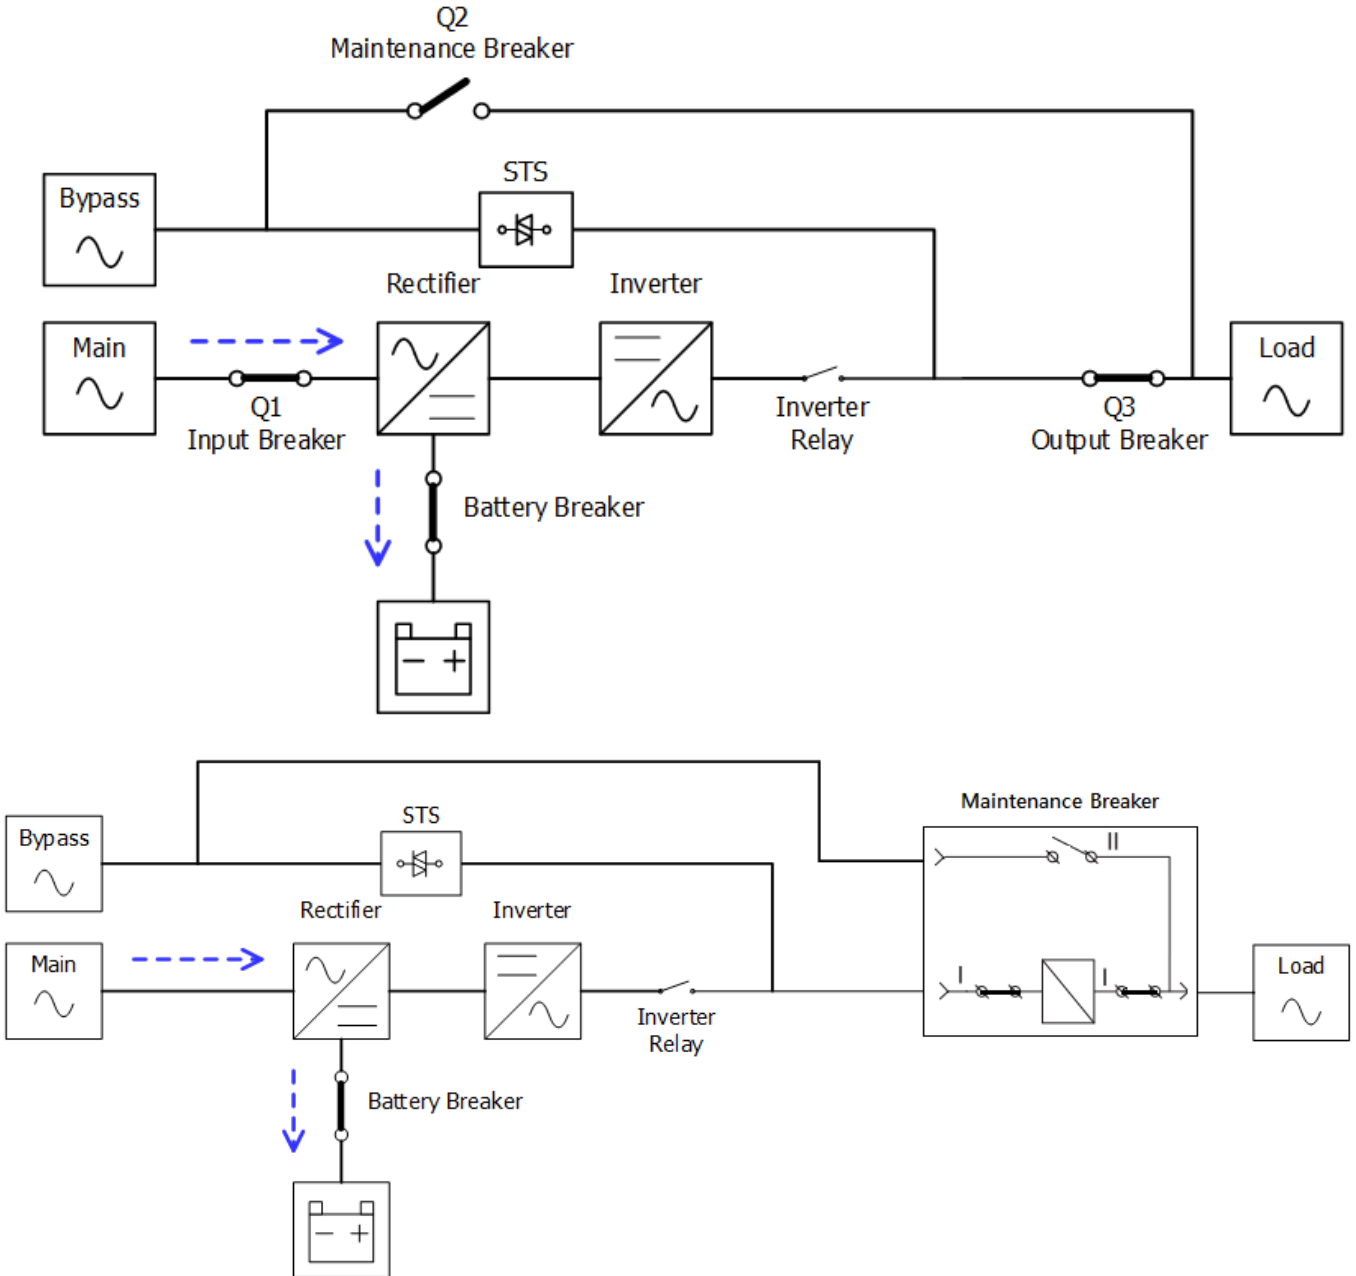 Q2
Maintenance Breaker
STS
Bypass
Rectifier
Inverter
Main
Load
Q1
Input Breaker
Inverter
Relay
Q3
Output Breaker
Battery Breaker
- +
Maintenance Breaker
STS
II
Bypass
Rectifier
Inverter
Main
I
I
Load
Inverter
Relay
Battery Breaker
- +